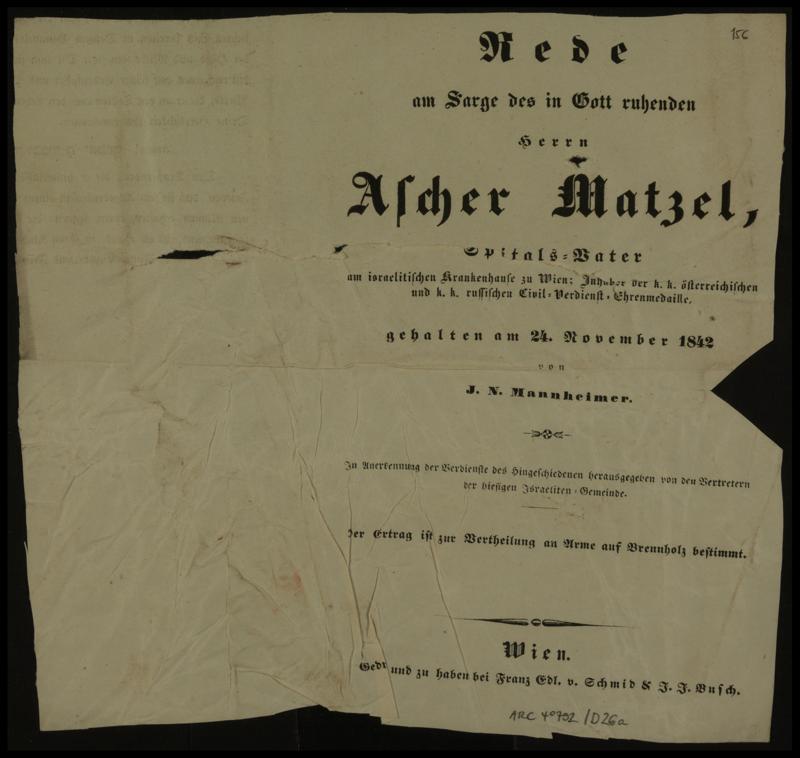 156
Rede
am Sarge des in Gott ruhenden
Herrn
Ascher Matzel,
Spitals-Vater
am israelitischen Krankenhause zu Wien; Inhaber der k. k. österreichischen
und k. k. russischen Civil-Verdienst-Ehrenmedaille,
gehalten am 24. November 1842
von
J. N. Mannheimer.
In Anerkennung der Verdienste des Hingeschiedenen herausgegeben von den Vertretern
der hiesigen Israeliten-Gemeinde.
Der Ertrag ist zur Vertheilung an Arme auf Brennholz bestimmt.
Wien.
Gedr und zu haben bei Franz Edl. v. Schmid & J. J. Busch.
ARC 4º792 /D26a